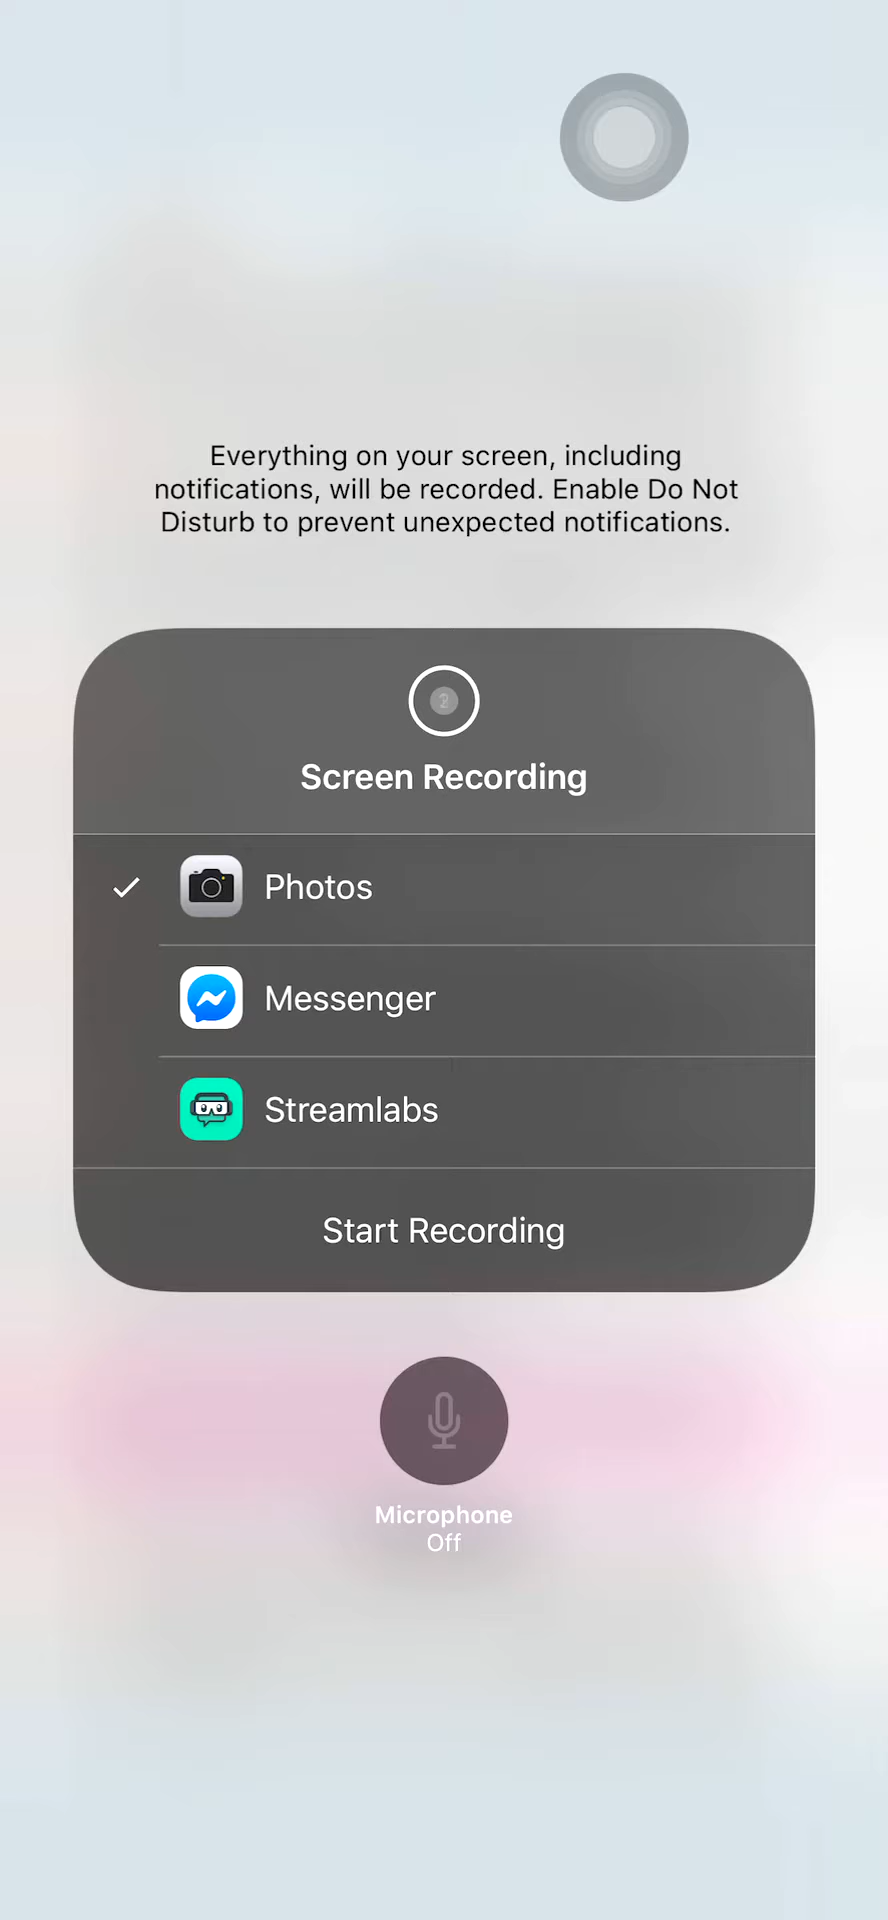 Everything on your screen, including
notifications, will be recorded. Enable Do Not
Disturb to prevent unexpected notifications.
Screen Recording
Photos
Messenger
Streamlabs
Start Recording
Microphone
Off